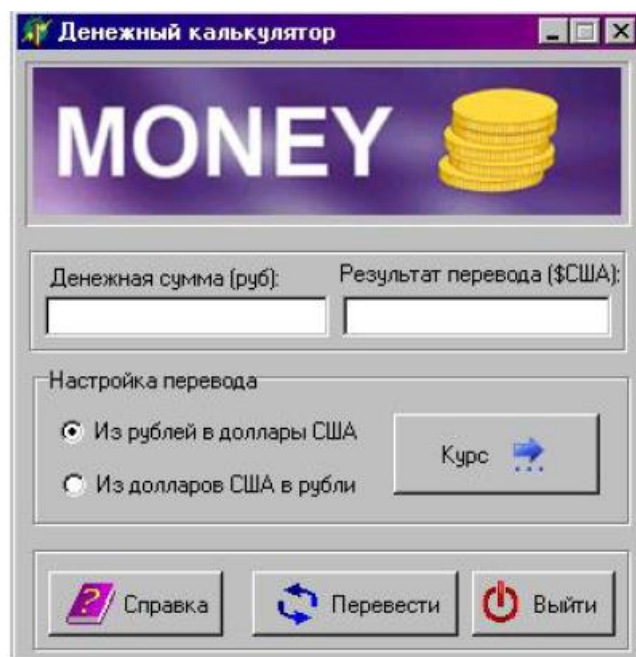 Денежный калькулятор
MONEY
Денежная сумма (руб):
Результат перевода ($США):
Настройка перевода
Из рублей в доллары США
Курс
Из долларов США в рубли
Справка
Перевести
Выйти